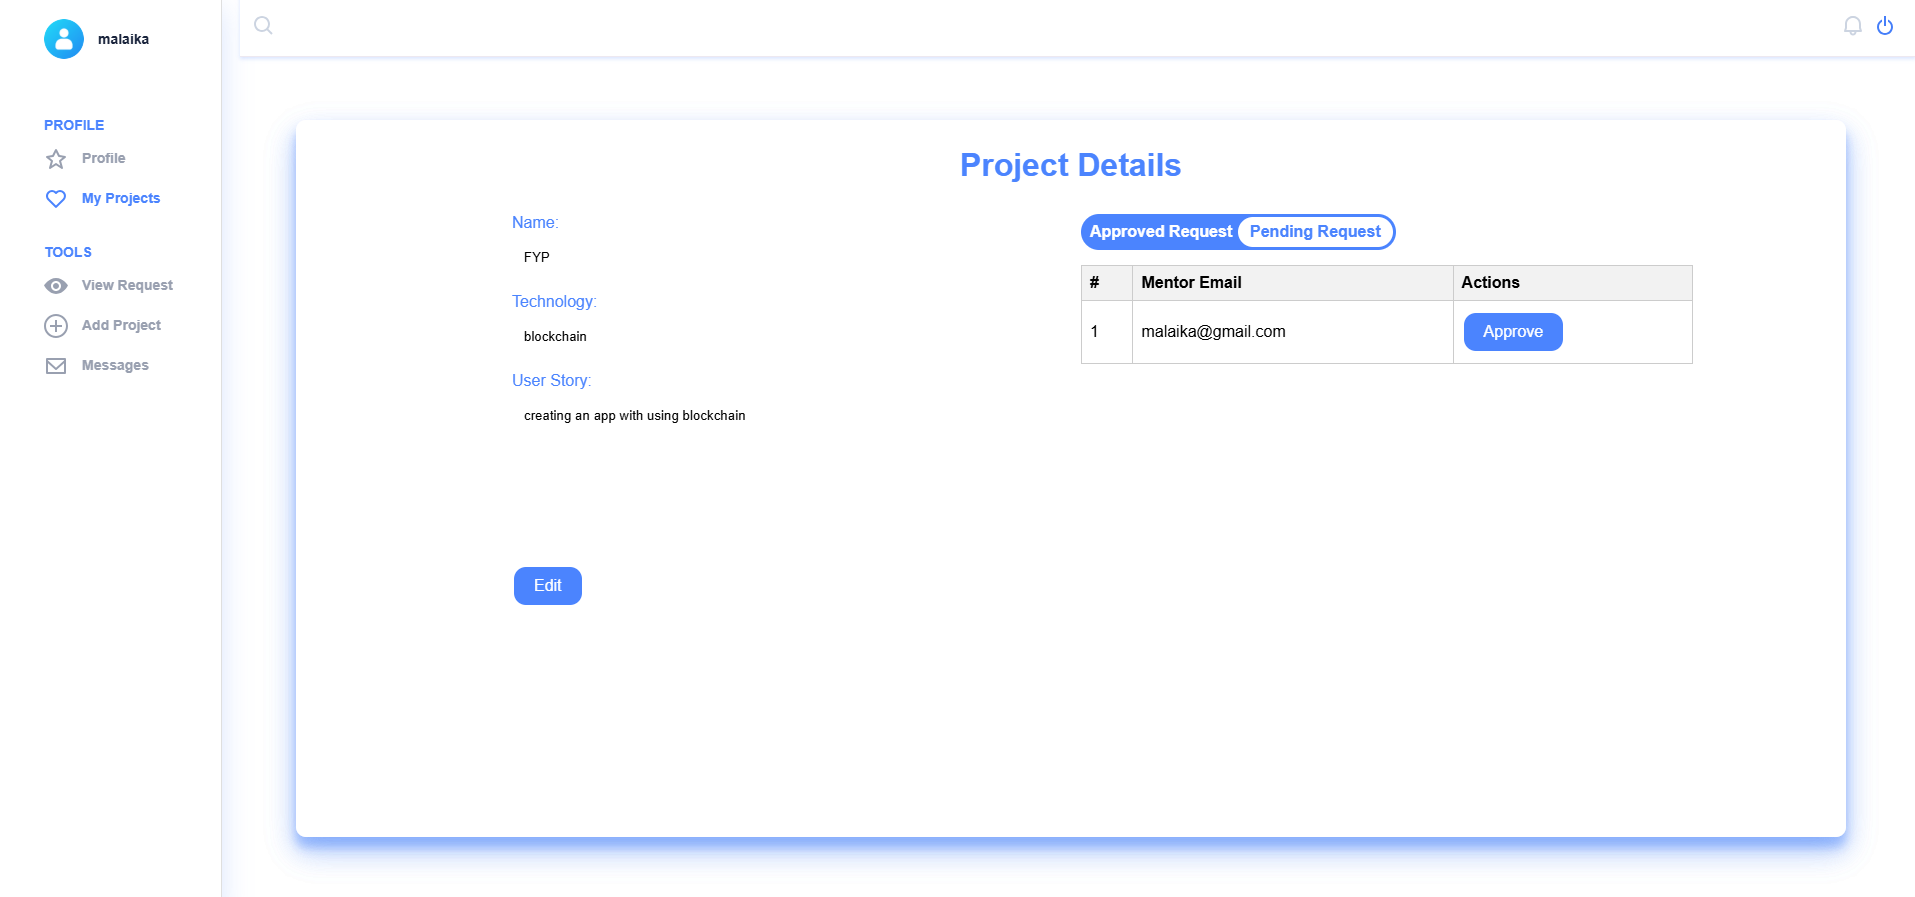 malaika
PROFILE
Profile
My Projects
TOOLS
View Request
Add Project
Messages
Project Details
Name:
FYP
Technology:
blockchain
User Story:
creating an app with using blockchain
Edit
Approved Request Pending Request
# Mentor Email Actions
1 malaika@gmail.com Approve